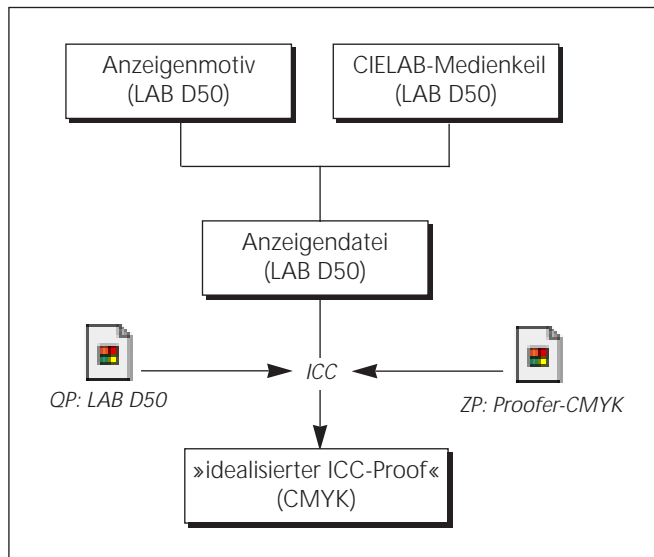 Anzeigenmotiv
(LAB D50)
CIELAB-Medienkeil
(LAB D50)
Anzeigendatei
(LAB D50)
QP: LAB D50
ICC
ZP: Proofer-CMYK
»idealisierter ICC-Proof«
(CMYK)